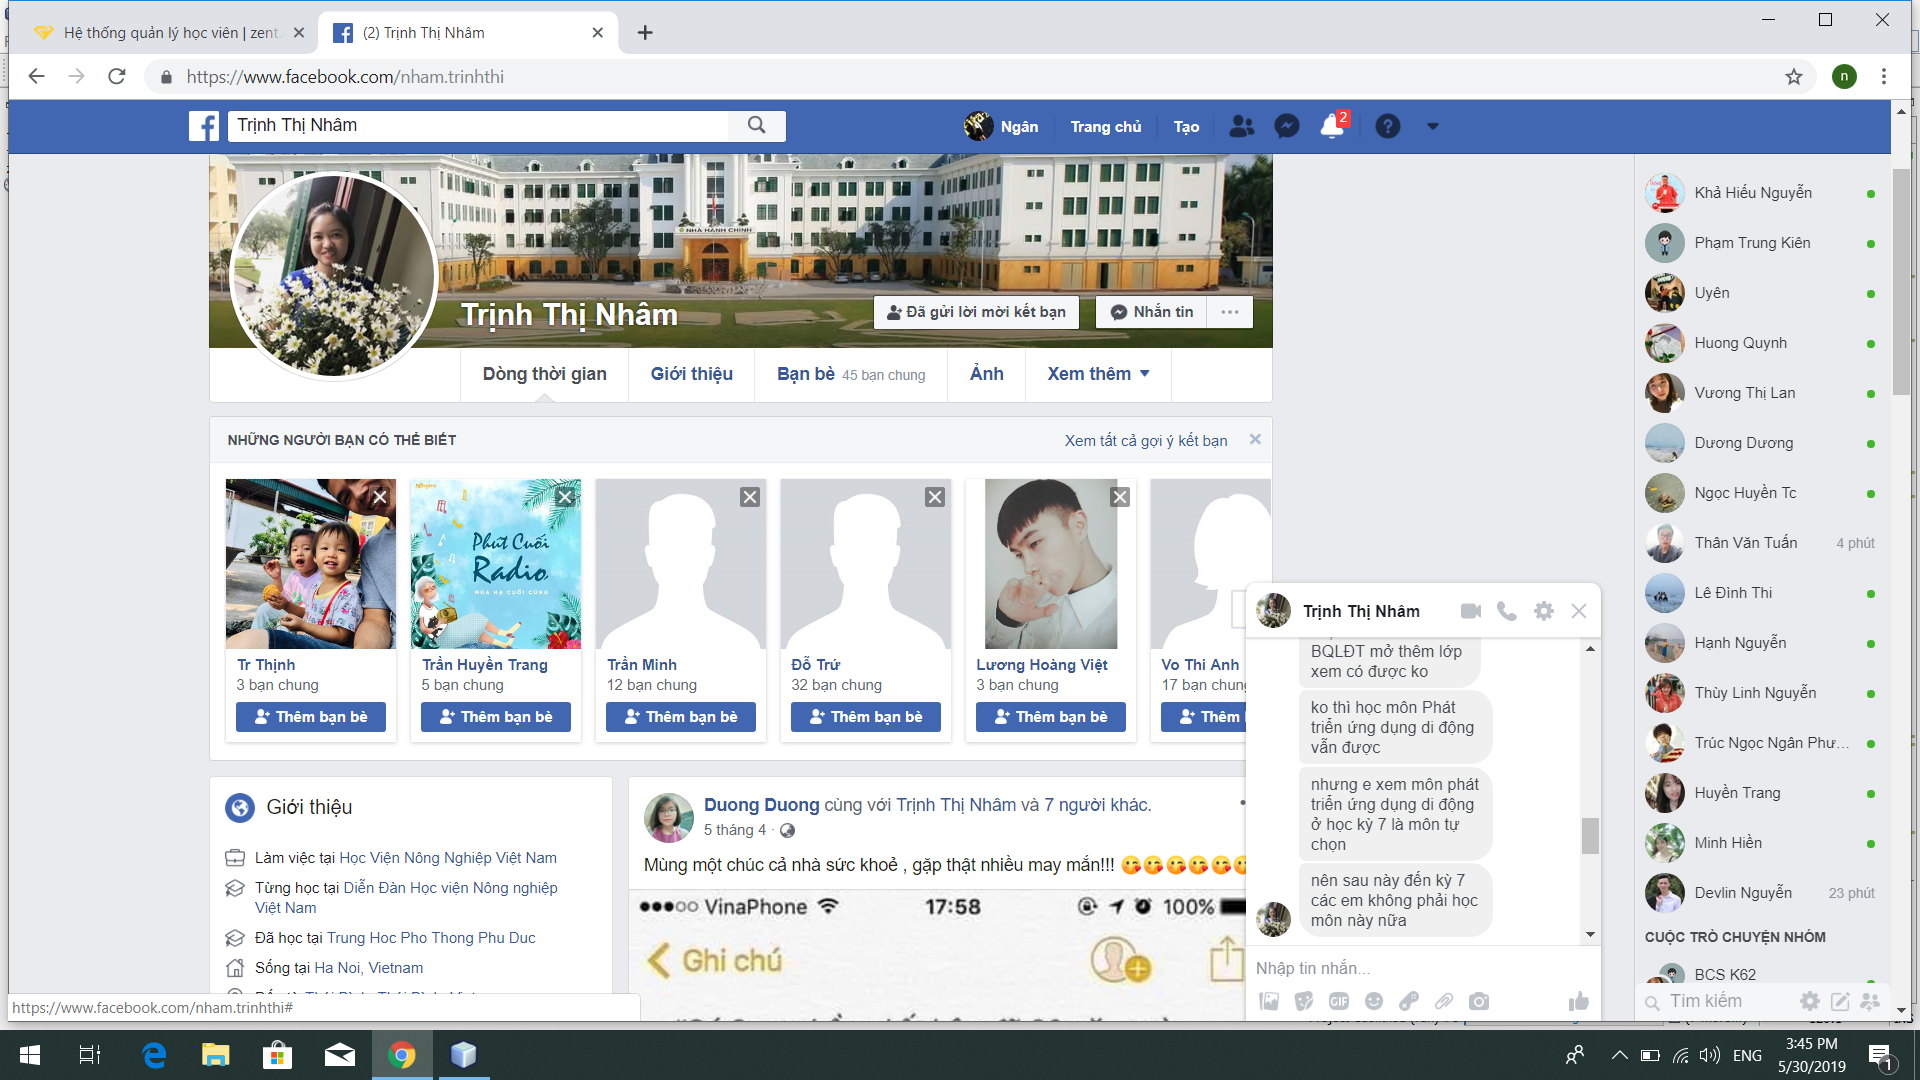 Hệ thống quản lý học viên | zent
(2) Trịnh Thị Nhâm
https://www.facebook.com/nham.trinhthi
n
Trịnh Thị Nhâm
Ngân
Trang chủ
Tạo
2
NHÀ HÀNH CHÍNH
Trịnh Thị Nhâm
Đã gửi lời mời kết bạn
Nhắn tin
Dòng thời gian
Giới thiệu
Bạn bè 45 bạn chung
Ảnh
Xem thêm
NHỮNG NGƯỜI BẠN CÓ THỂ BIẾT
Xem tất cả gợi ý kết bạn
Phút Cuối
Radio
MÙA HẠ CUỐI CÙNG
Tr Thịnh
3 bạn chung
Thêm bạn bè
Trần Huyền Trang
5 bạn chung
Thêm bạn bè
Trần Minh
12 bạn chung
Thêm bạn bè
Đỗ Trứ
32 bạn chung
Thêm bạn bè
Lương Hoàng Việt
3 bạn chung
Thêm bạn bè
Vo Thi Anh
17 bạn chung
Thêm
Giới thiệu
Làm việc tại Học Viện Nông Nghiệp Việt Nam
Từng học tại Diễn Đàn Học viện Nông nghiệp
Việt Nam
Đã học tại Trung Hoc Pho Thong Phu Duc
Sống tại Ha Noi, Vietnam
Duong Duong cùng với Trịnh Thị Nhâm và 7 người khác.
5 tháng 4 ·
Mùng một chúc cả nhà sức khoẻ , gặp thật nhiều may mắn!!!
VinaPhone
17:58
100%
Ghi chú
Trịnh Thị Nhâm
BQLĐT mở thêm lớp
xem có được ko
ko thì học môn Phát
triển ứng dụng di động
vẫn được
nhưng e xem môn phát
triển ứng dụng di động
ở học kỳ 7 là môn tự
chọn
nên sau này đến kỳ 7
các em không phải học
môn này nữa
Nhập tin nhắn...
GIF
Khả Hiếu Nguyễn
Phạm Trung Kiên
Uyên
Huong Quynh
Vương Thị Lan
Dương Dương
Ngọc Huyền Tc
Thân Văn Tuấn
4 phút
Lê Đình Thi
Hạnh Nguyễn
Thùy Linh Nguyễn
Trúc Ngọc Ngân Phư...
Huyền Trang
Minh Hiền
Devlin Nguyễn
23 phút
CUỘC TRÒ CHUYỆN NHÓM
BCS K62
Tìm kiếm
https://www.facebook.com/nham.trinhthi#
ENG
3:45 PM
5/30/2019
1